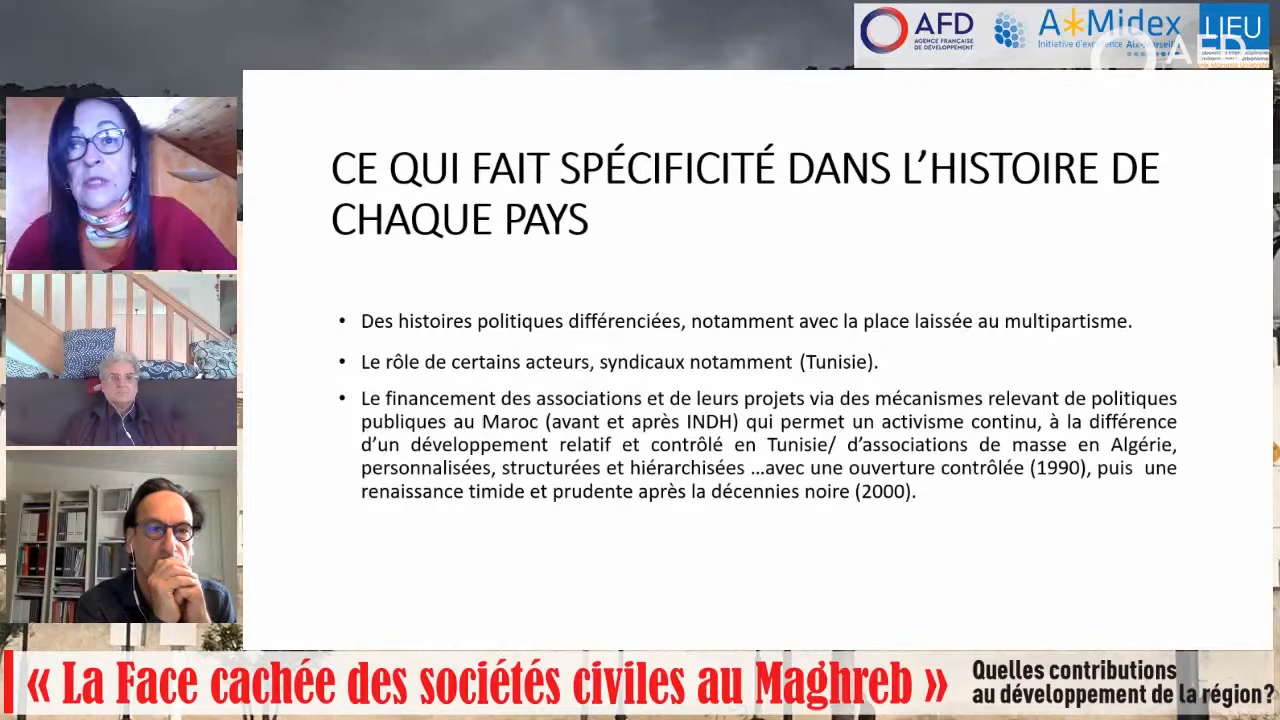 AFD
AGENCE FRANÇAISE
DE DÉVELOPPEMENT
A*Midex
Initiative d'excellence Aix-Marseille
LIEU
AFD
CE QUI FAIT SPÉCIFICITÉ DANS L'HISTOIRE DE
CHAQUE PAYS
• Des histoires politiques différenciées, notamment avec la place laissée au multipartisme.
• Le rôle de certains acteurs, syndicaux notamment (Tunisie).
• Le financement des associations et de leurs projets via des mécanismes relevant de politiques
publiques au Maroc (avant et après INDH) qui permet un activisme continu, à la différence
d'un développement relatif et contrôlé en Tunisie/ d'associations de masse en Algérie,
personnalisées, structurées et hiérarchisées ...avec une ouverture contrôlée (1990), puis une
renaissance timide et prudente après la décennies noire (2000).
« La Face cachée des sociétés civiles au Maghreb »
Quelles contributions
au développement de la région?